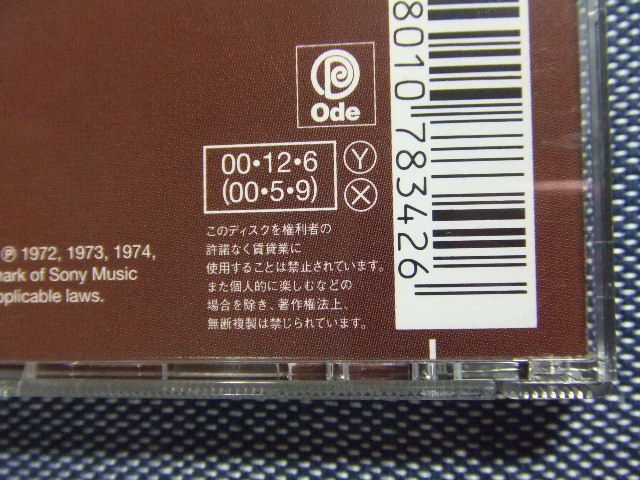 Ode
00•12•6 Ⓨ
(00•5•9) Ⓧ
このディスクを権利者の
許諾なく賃貸業に
使用することは禁止されています。
また個人的に楽しむなどの
場合を除き、著作権法上、
無断複製は禁じられています。
℗ 1972, 1973, 1974,
mark of Sony Music
applicable laws.
8010 783426